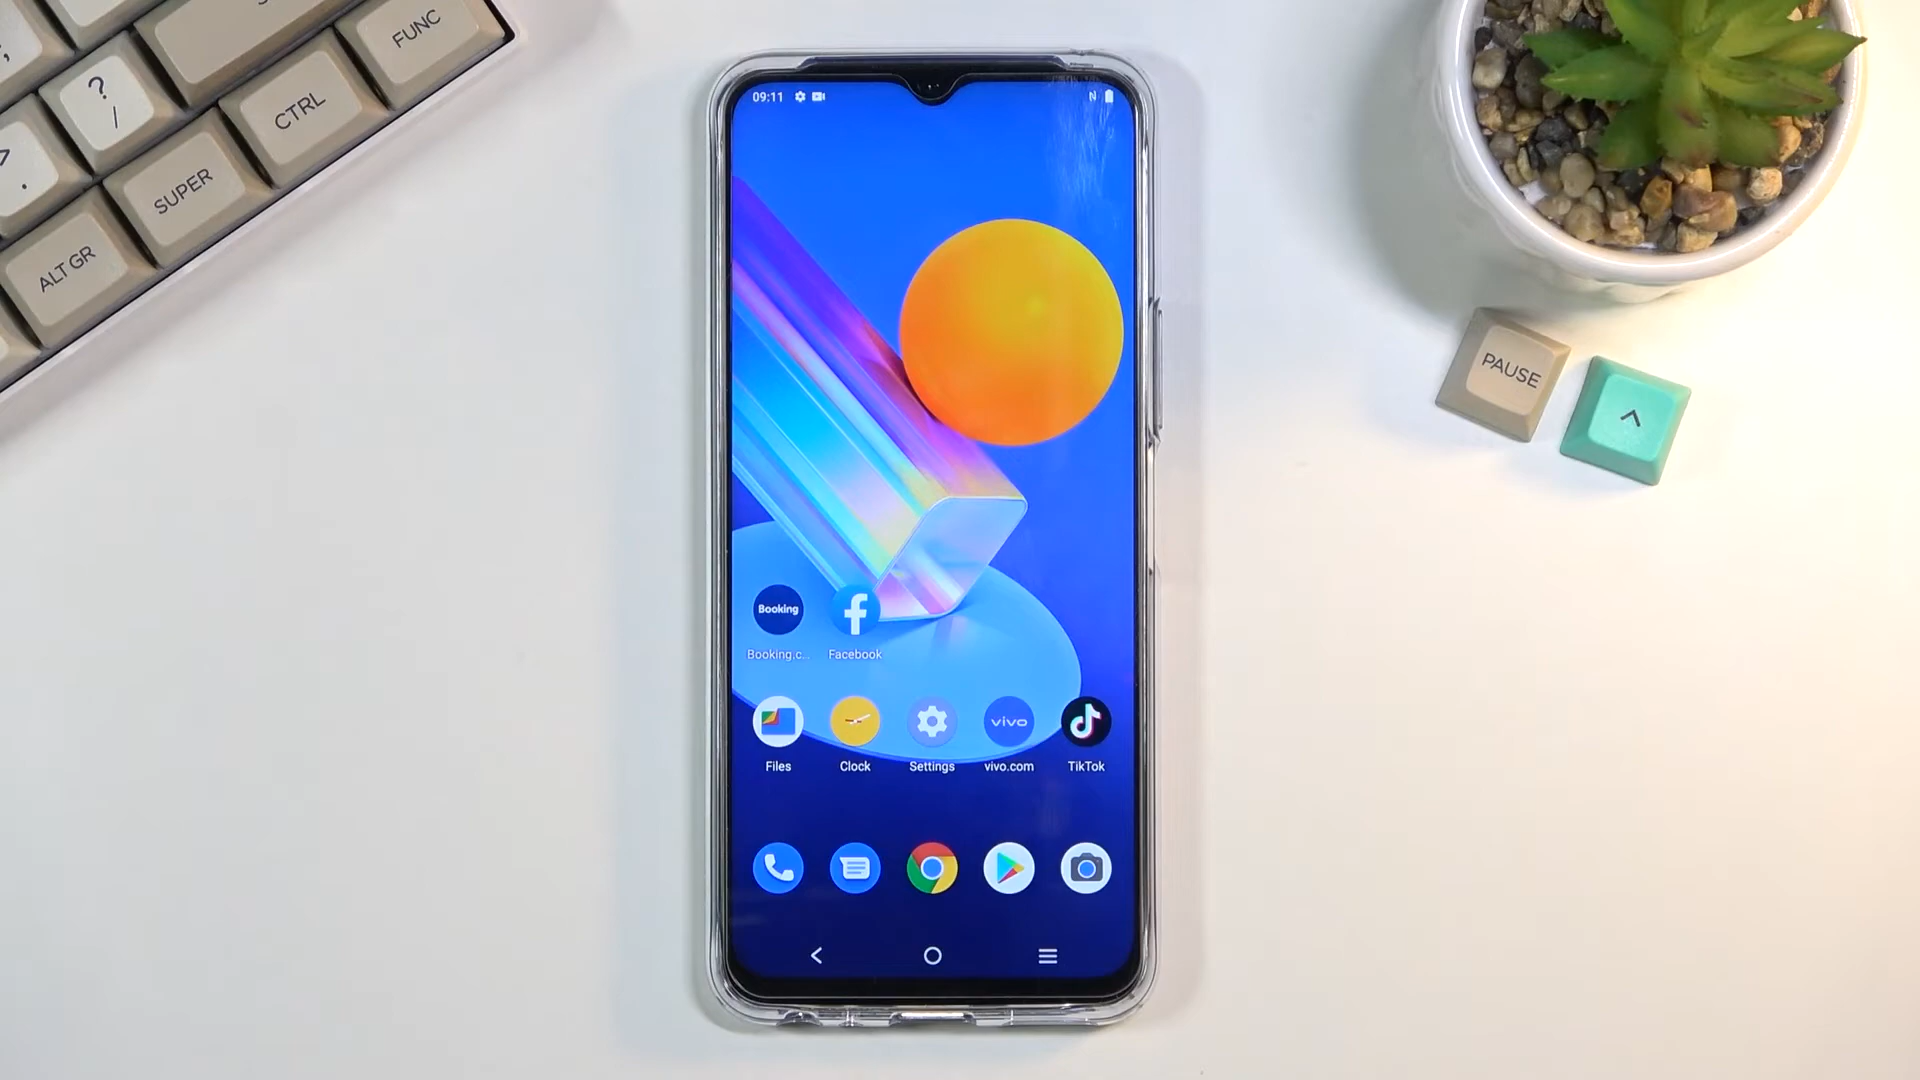 FUNC
?
/
CTRL
SUPER
>
.
ALT GR
;
09:11
N
PAUSE
^
Booking
Booking.c...
Facebook
Files
Clock
Settings
vivo
vivo.com
TikTok